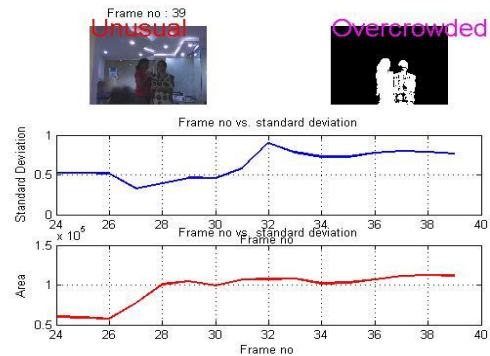 Frame no : 39
Unusual
Overcrowded
Frame no vs. standard deviation
Standard Deviation
1
0.5
0
24 26 28 30 32 34 36 38 40
Frame no
x 10^5
Frame no vs. standard deviation
Area
1.5
1
0.5
24 26 28 30 32 34 36 38 40
Frame no